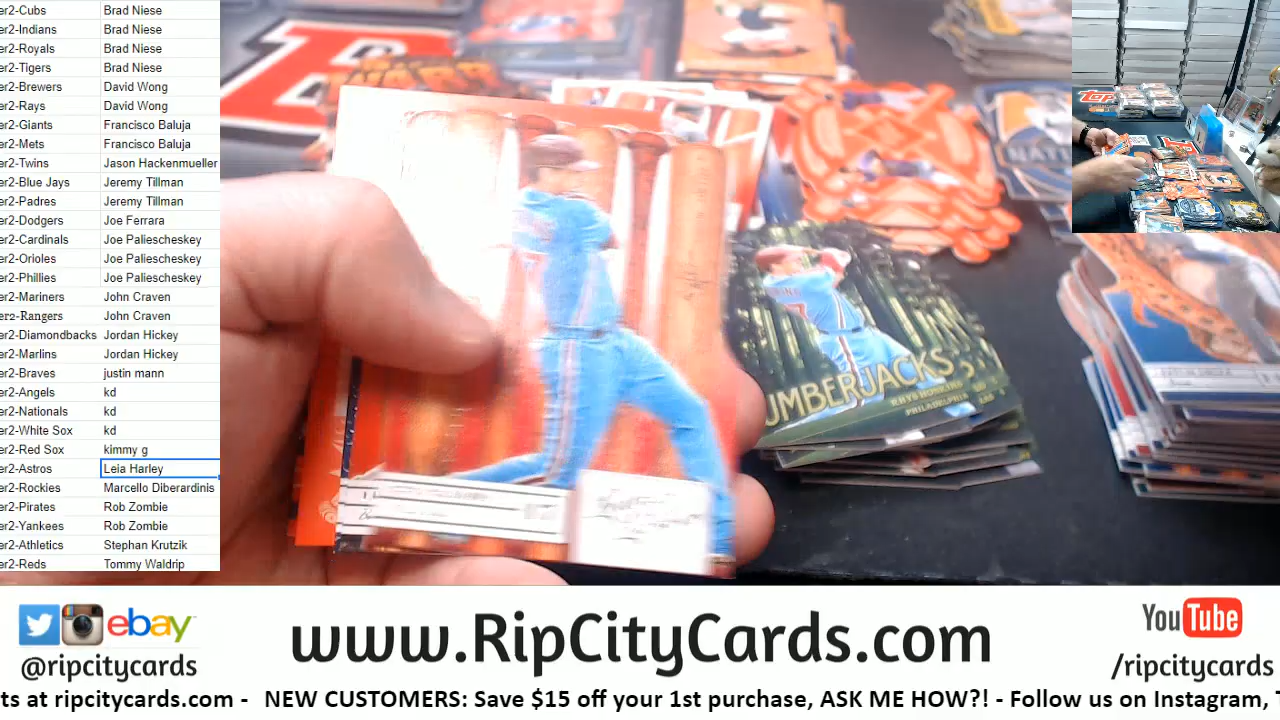 er2-Cubs Brad Niese
er2-Indians Brad Niese
er2-Royals Brad Niese
er2-Tigers Brad Niese
er2-Brewers David Wong
er2-Rays David Wong
er2-Giants Francisco Baluja
er2-Mets Francisco Baluja
er2-Twins Jason Hackenmueller
er2-Blue Jays Jeremy Tillman
er2-Padres Jeremy Tillman
er2-Dodgers Joe Ferrara
er2-Cardinals Joe Paliescheskey
er2-Orioles Joe Paliescheskey
er2-Phillies Joe Paliescheskey
er2-Mariners John Craven
er2-Rangers John Craven
er2-Diamondbacks Jordan Hickey
er2-Marlins Jordan Hickey
er2-Braves justin mann
er2-Angels kd
er2-Nationals kd
er2-White Sox kd
er2-Red Sox kimmy g
er2-Astros Leia Harley
er2-Rockies Marcello Diberardinis
er2-Pirates Rob Zombie
er2-Yankees Rob Zombie
er2-Athletics Stephan Krutzik
er2-Reds Tommy Waldrip
NATI
UMBERJACKS
RHYS HOSKINS
PHILADELPHIA
ebay
@ripcitycards
www.RipCityCards.com
YouTube
/ripcitycards
ts at ripcitycards.com - NEW CUSTOMERS: Save $15 off your 1st purchase, ASK ME HOW?! - Follow us on Instagram, T